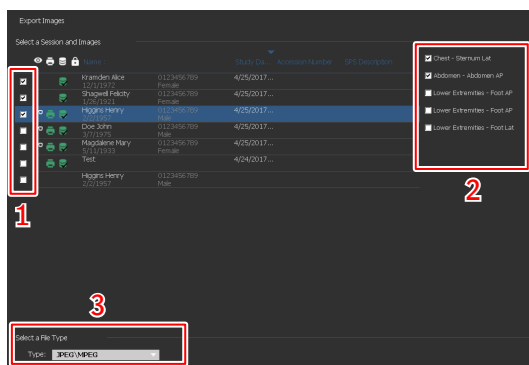 Export Images
Select a Session and Images
Name Study Da... Accession Number RPS Description
Kramden Alice 0123456789 4/25/2017...
12/1/1972 Female
Shagwell Felicity 0123456789 4/25/2017...
1/26/1921 Female
Higgins Henry 0123456789 4/25/2017...
2/2/1957 Male
Doe John 0123456789 4/25/2017...
3/7/1975 Male
Magdalene Mary 0123456789 4/25/2017...
5/11/1933 Female
Test 4/24/2017...
Higgins Henry 0123456789
2/2/1957 Male
Chest - Sternum Lat
Abdomen - Abdomen AP
Lower Extremities - Foot AP
Lower Extremities - Foot AP
Lower Extremities - Foot Lat
1
2
3
Select a File Type
Type: JPEG\MPEG